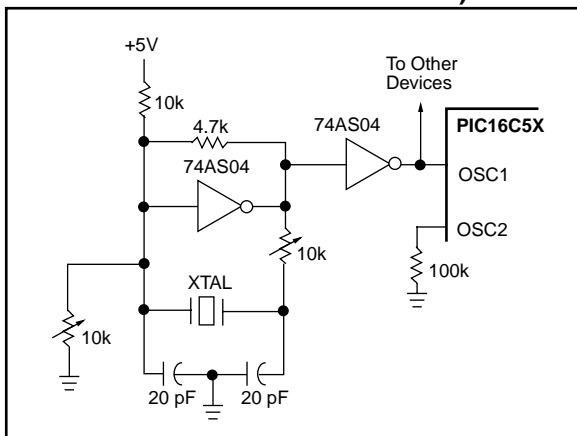 +5V
10k
4.7k
74AS04
74AS04
To Other
Devices
PIC16C5X
OSC1
OSC2
100k
10k
XTAL
10k
20 pF
20 pF